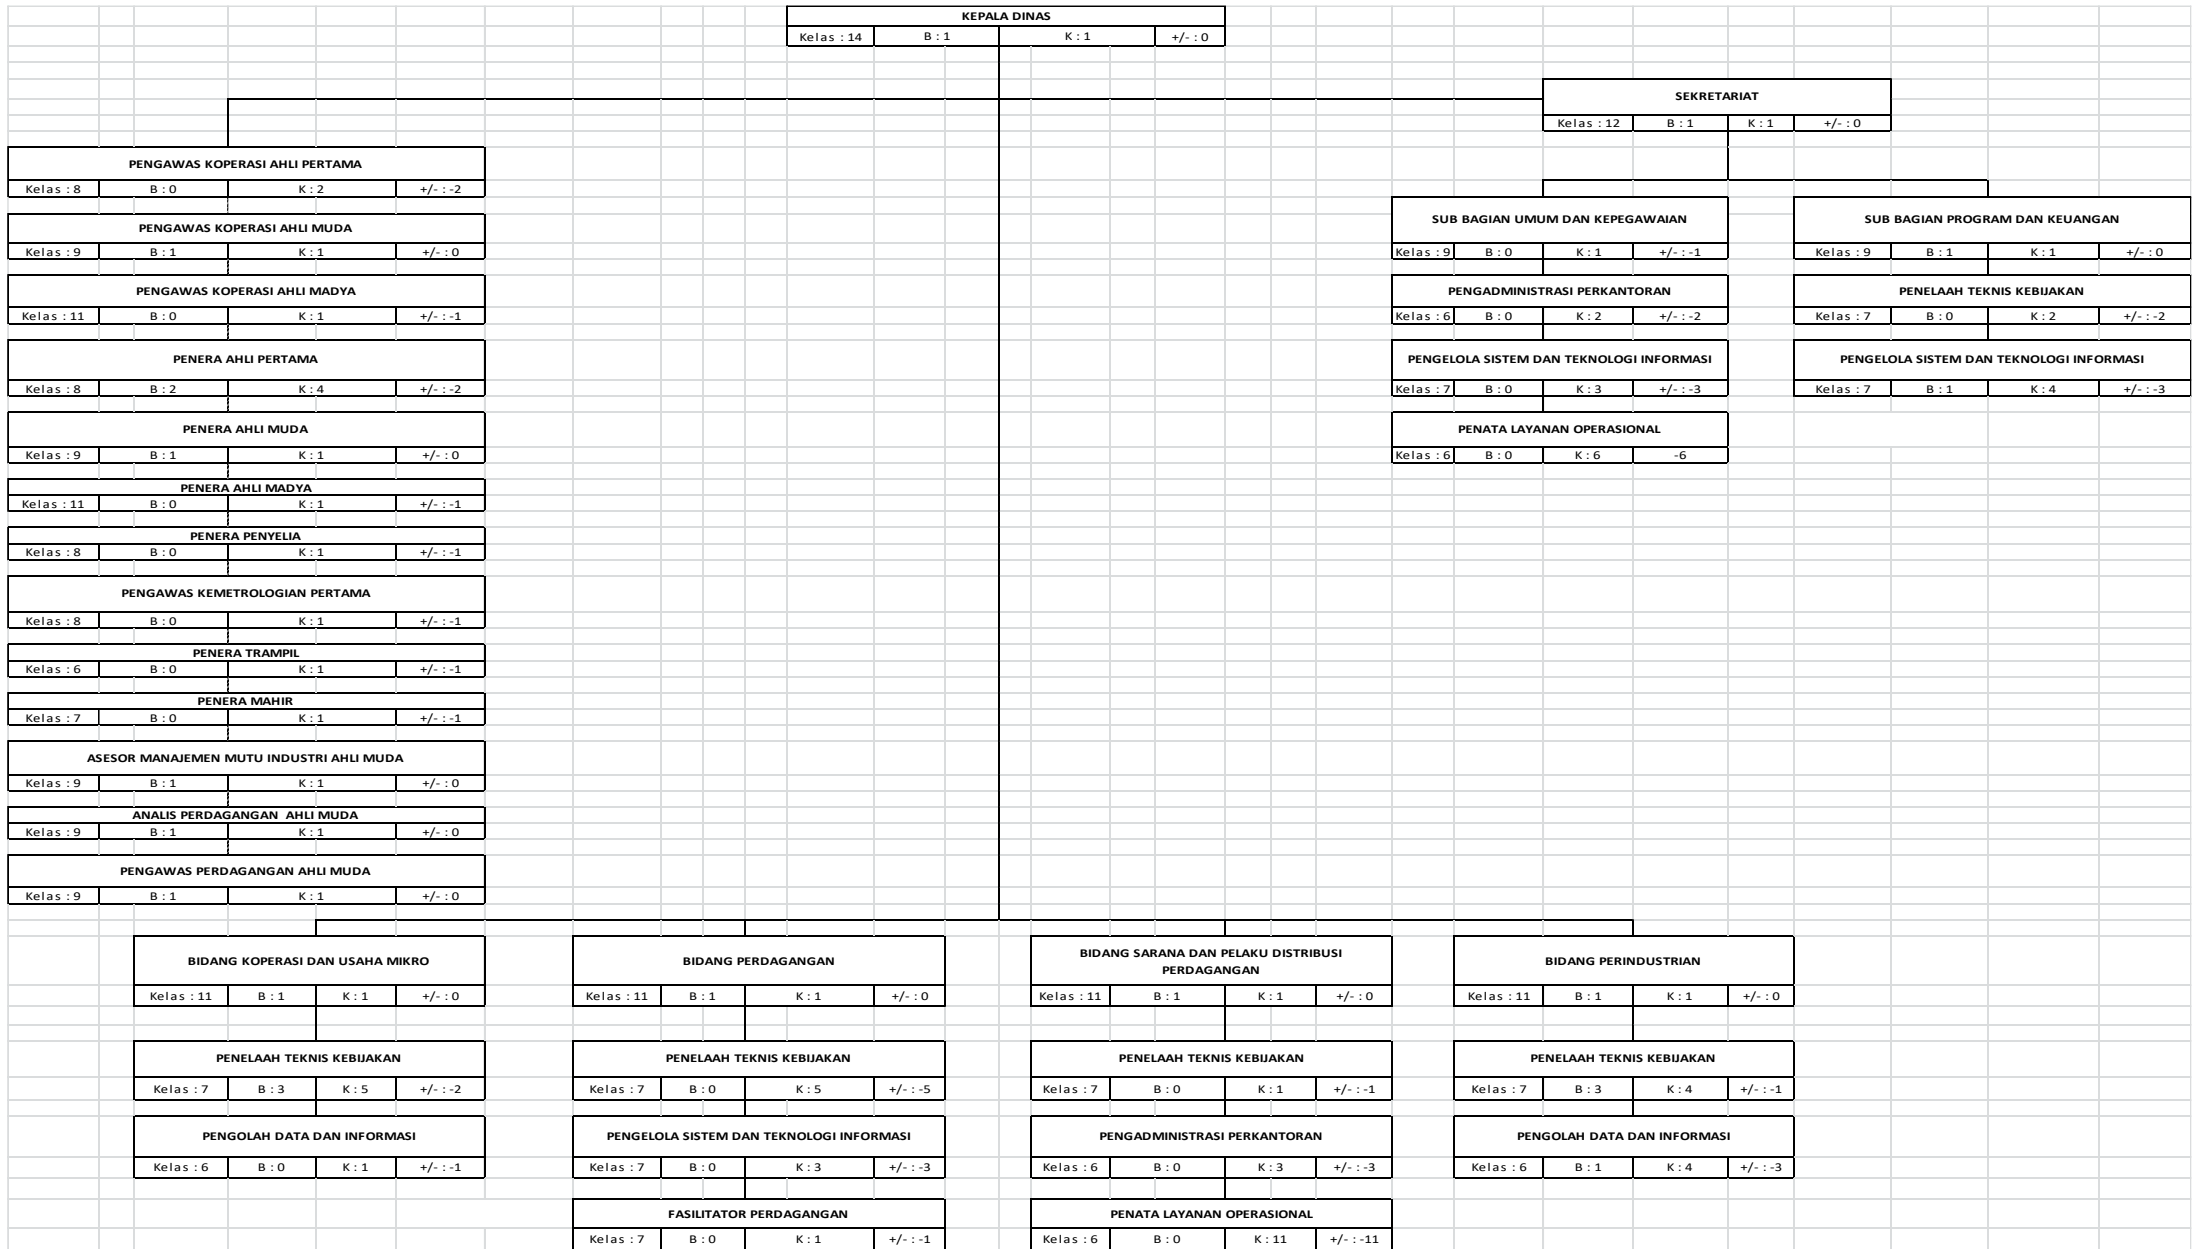 KEPALA DINAS
Kelas : 14 B : 1 K : 1 +/- : 0
SEKRETARIAT
Kelas : 12 B : 1 K : 1 +/- : 0
PENGAWAS KOPERASI AHLI PERTAMA
Kelas : 8 B : 0 K : 2 +/- : -2
PENGAWAS KOPERASI AHLI MUDA
Kelas : 9 B : 1 K : 1 +/- : 0
PENGAWAS KOPERASI AHLI MADYA
Kelas : 11 B : 0 K : 1 +/- : -1
PENERA AHLI PERTAMA
Kelas : 8 B : 2 K : 4 +/- : -2
PENERA AHLI MUDA
Kelas : 9 B : 1 K : 1 +/- : 0
PENERA AHLI MADYA
Kelas : 11 B : 0 K : 1 +/- : -1
PENERA PENYELIA
Kelas : 8 B : 0 K : 1 +/- : -1
PENGAWAS KEMETROLOGIAN PERTAMA
Kelas : 8 B : 0 K : 1 +/- : -1
PENERA TRAMPIL
Kelas : 6 B : 0 K : 1 +/- : -1
PENERA MAHIR
Kelas : 7 B : 0 K : 1 +/- : -1
ASESOR MANAJEMEN MUTU INDUSTRI AHLI MUDA
Kelas : 9 B : 1 K : 1 +/- : 0
ANALIS PERDAGANGAN AHLI MUDA
Kelas : 9 B : 1 K : 1 +/- : 0
PENGAWAS PERDAGANGAN AHLI MUDA
Kelas : 9 B : 1 K : 1 +/- : 0
SUB BAGIAN UMUM DAN KEPEGAWAIAN
Kelas : 9 B : 0 K : 1 +/- : -1
PENGADMINISTRASI PERKANTORAN
Kelas : 6 B : 0 K : 2 +/- : -2
PENGELOLA SISTEM DAN TEKNOLOGI INFORMASI
Kelas : 7 B : 0 K : 3 +/- : -3
PENATA LAYANAN OPERASIONAL
Kelas : 6 B : 0 K : 6 -6
SUB BAGIAN PROGRAM DAN KEUANGAN
Kelas : 9 B : 1 K : 1 +/- : 0
PENELAAH TEKNIS KEBIJAKAN
Kelas : 7 B : 0 K : 2 +/- : -2
PENGELOLA SISTEM DAN TEKNOLOGI INFORMASI
Kelas : 7 B : 1 K : 4 +/- : -3
BIDANG KOPERASI DAN USAHA MIKRO
Kelas : 11 B : 1 K : 1 +/- : 0
PENELAAH TEKNIS KEBIJAKAN
Kelas : 7 B : 3 K : 5 +/- : -2
PENGOLAH DATA DAN INFORMASI
Kelas : 6 B : 0 K : 1 +/- : -1
BIDANG PERDAGANGAN
Kelas : 11 B : 1 K : 1 +/- : 0
PENELAAH TEKNIS KEBIJAKAN
Kelas : 7 B : 0 K : 5 +/- : -5
PENGELOLA SISTEM DAN TEKNOLOGI INFORMASI
Kelas : 7 B : 0 K : 3 +/- : -3
FASILITATOR PERDAGANGAN
Kelas : 7 B : 0 K : 1 +/- : -1
BIDANG SARANA DAN PELAKU DISTRIBUSI
PERDAGANGAN
Kelas : 11 B : 1 K : 1 +/- : 0
PENELAAH TEKNIS KEBIJAKAN
Kelas : 7 B : 0 K : 1 +/- : -1
PENGADMINISTRASI PERKANTORAN
Kelas : 6 B : 0 K : 3 +/- : -3
PENATA LAYANAN OPERASIONAL
Kelas : 6 B : 0 K : 11 +/- : -11
BIDANG PERINDUSTRIAN
Kelas : 11 B : 1 K : 1 +/- : 0
PENELAAH TEKNIS KEBIJAKAN
Kelas : 7 B : 3 K : 4 +/- : -1
PENGOLAH DATA DAN INFORMASI
Kelas : 6 B : 1 K : 4 +/- : -3